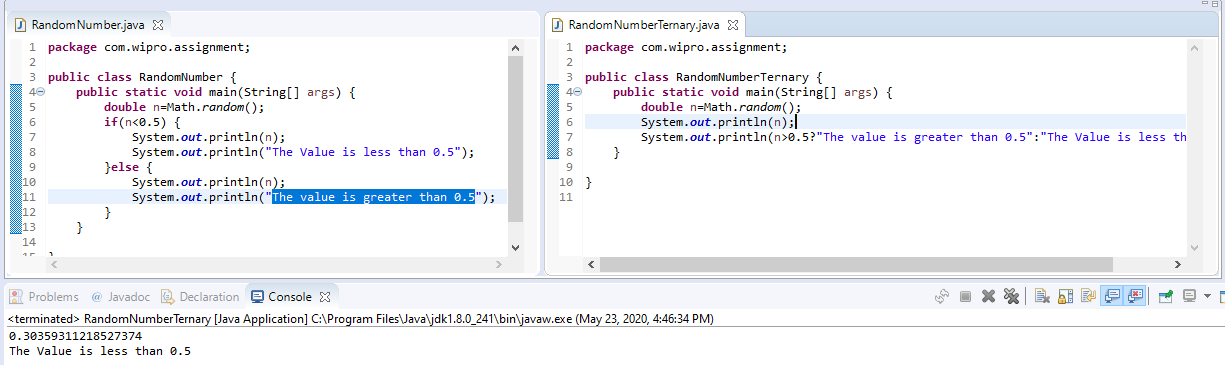 RandomNumber.java
1 package com.wipro.assignment;
2
3 public class RandomNumber {
4 public static void main(String[] args) {
5 double n=Math.random();
6 if(n<0.5) {
7 System.out.println(n);
8 System.out.println("The Value is less than 0.5");
9 }else {
10 System.out.println(n);
11 System.out.println("The value is greater than 0.5");
12 }
13 }
14
15 }
RandomNumberTernary.java
1 package com.wipro.assignment;
2
3 public class RandomNumberTernary {
4 public static void main(String[] args) {
5 double n=Math.random();
6 System.out.println(n);
7 System.out.println(n>0.5?"The value is greater than 0.5":"The Value is less th
8 }
9
10 }
11
Problems @ Javadoc Declaration Console
<terminated> RandomNumberTernary [Java Application] C:\Program Files\Java\jdk1.8.0_241\bin\javaw.exe (May 23, 2020, 4:46:34 PM)
0.30359311218527374
The Value is less than 0.5